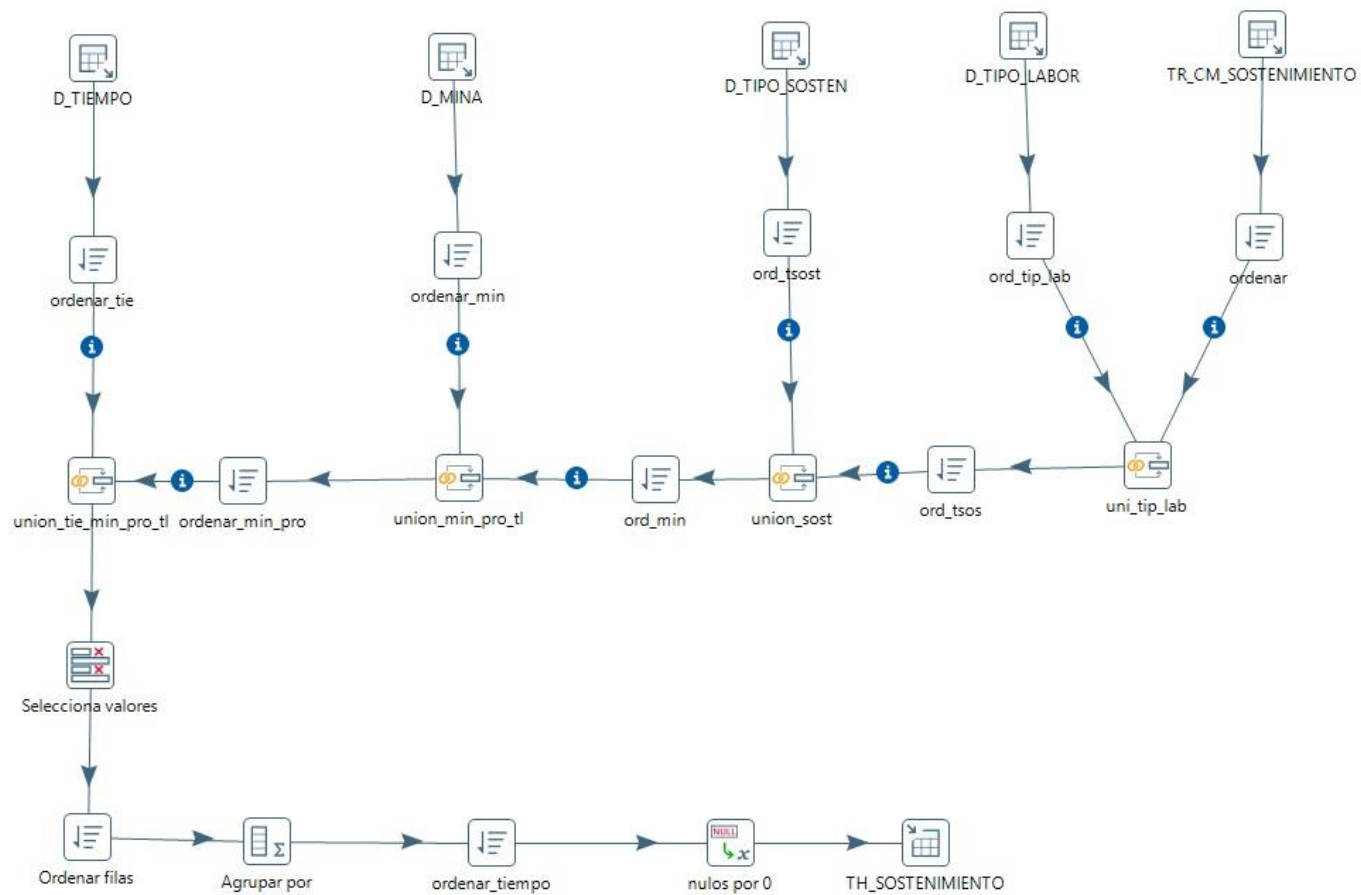 D_TIEMPO
D_MINA
D_TIPO_SOSTEN
D_TIPO_LABOR
TR_CM_SOSTENIMIENTO
ordenar_tie
ordenar_min
ord_tsost
ord_tip_lab
ordenar
i
i
i
i
i
i
i
i
union_tie_min_pro_tl
ordenar_min_pro
union_min_pro_tl
ord_min
union_sost
ord_tsos
uni_tip_lab
Selecciona valores
Ordenar filas
Σ
Agrupar por
ordenar_tiempo
NULL
x
nulos por 0
TH_SOSTENIMIENTO